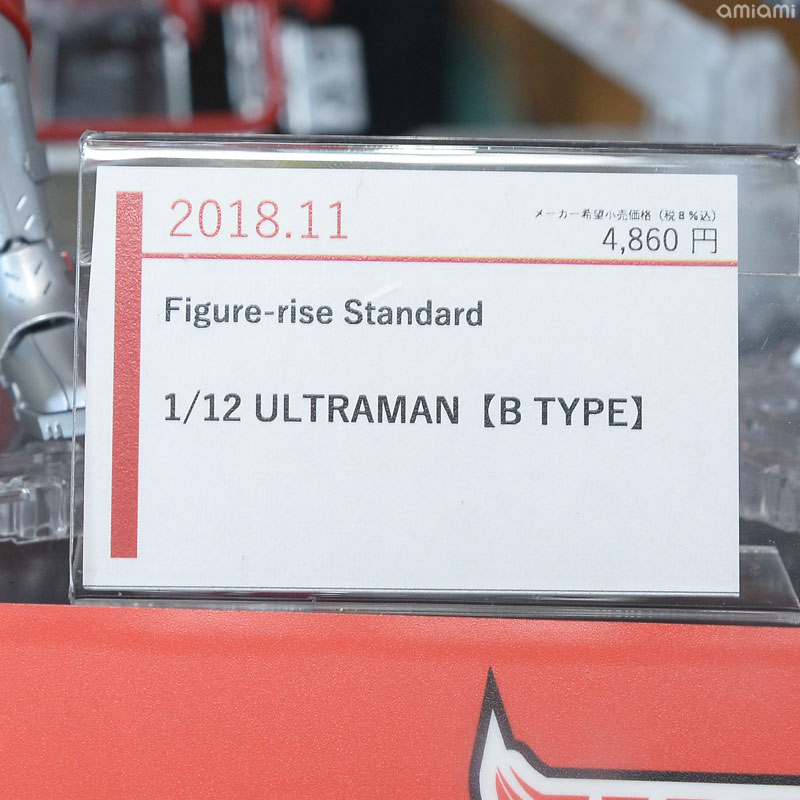 amiami
2018.11
メーカー希望小売価格（税8%込）
4,860 円
Figure-rise Standard
1/12 ULTRAMAN【B TYPE】